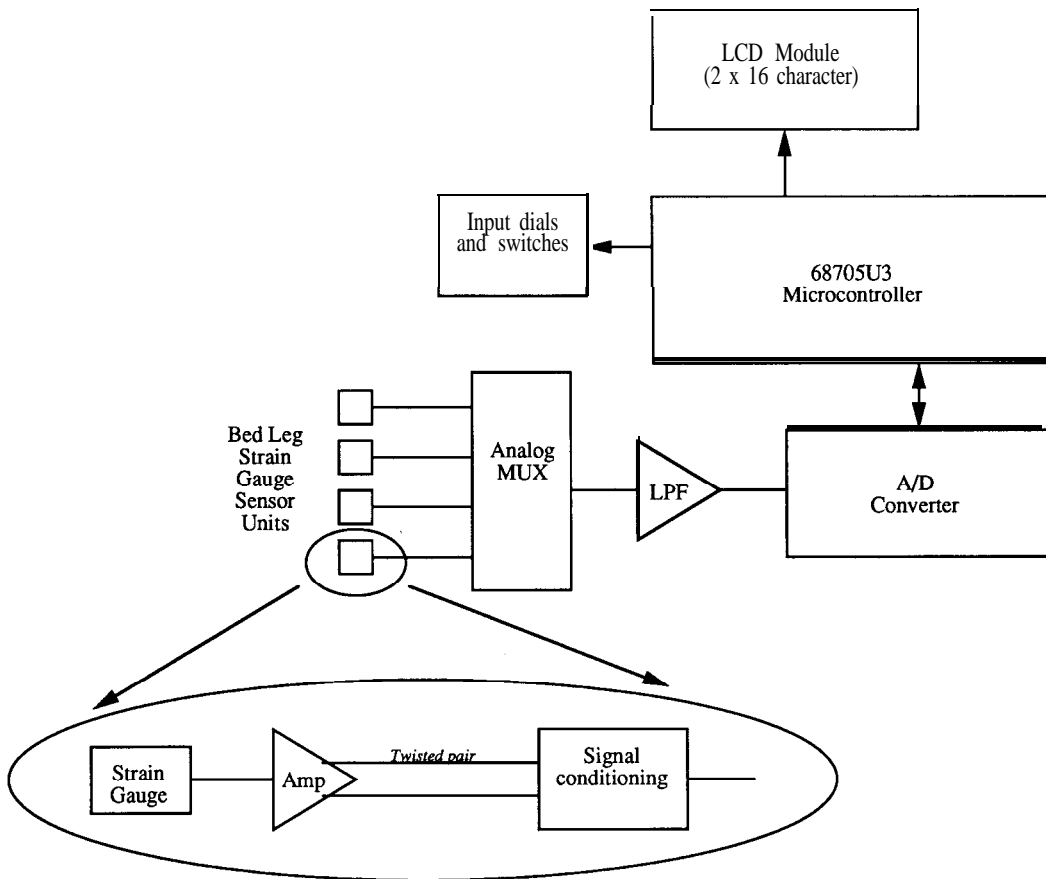 LCD Module
(2 x 16 character)
Input dials
and switches
68705U3
Microcontroller
Bed Leg
Strain
Gauge
Sensor
Units
Analog
MUX
LPF
A/D
Converter
Strain
Gauge
Amp
Twisted pair
Signal
conditioning